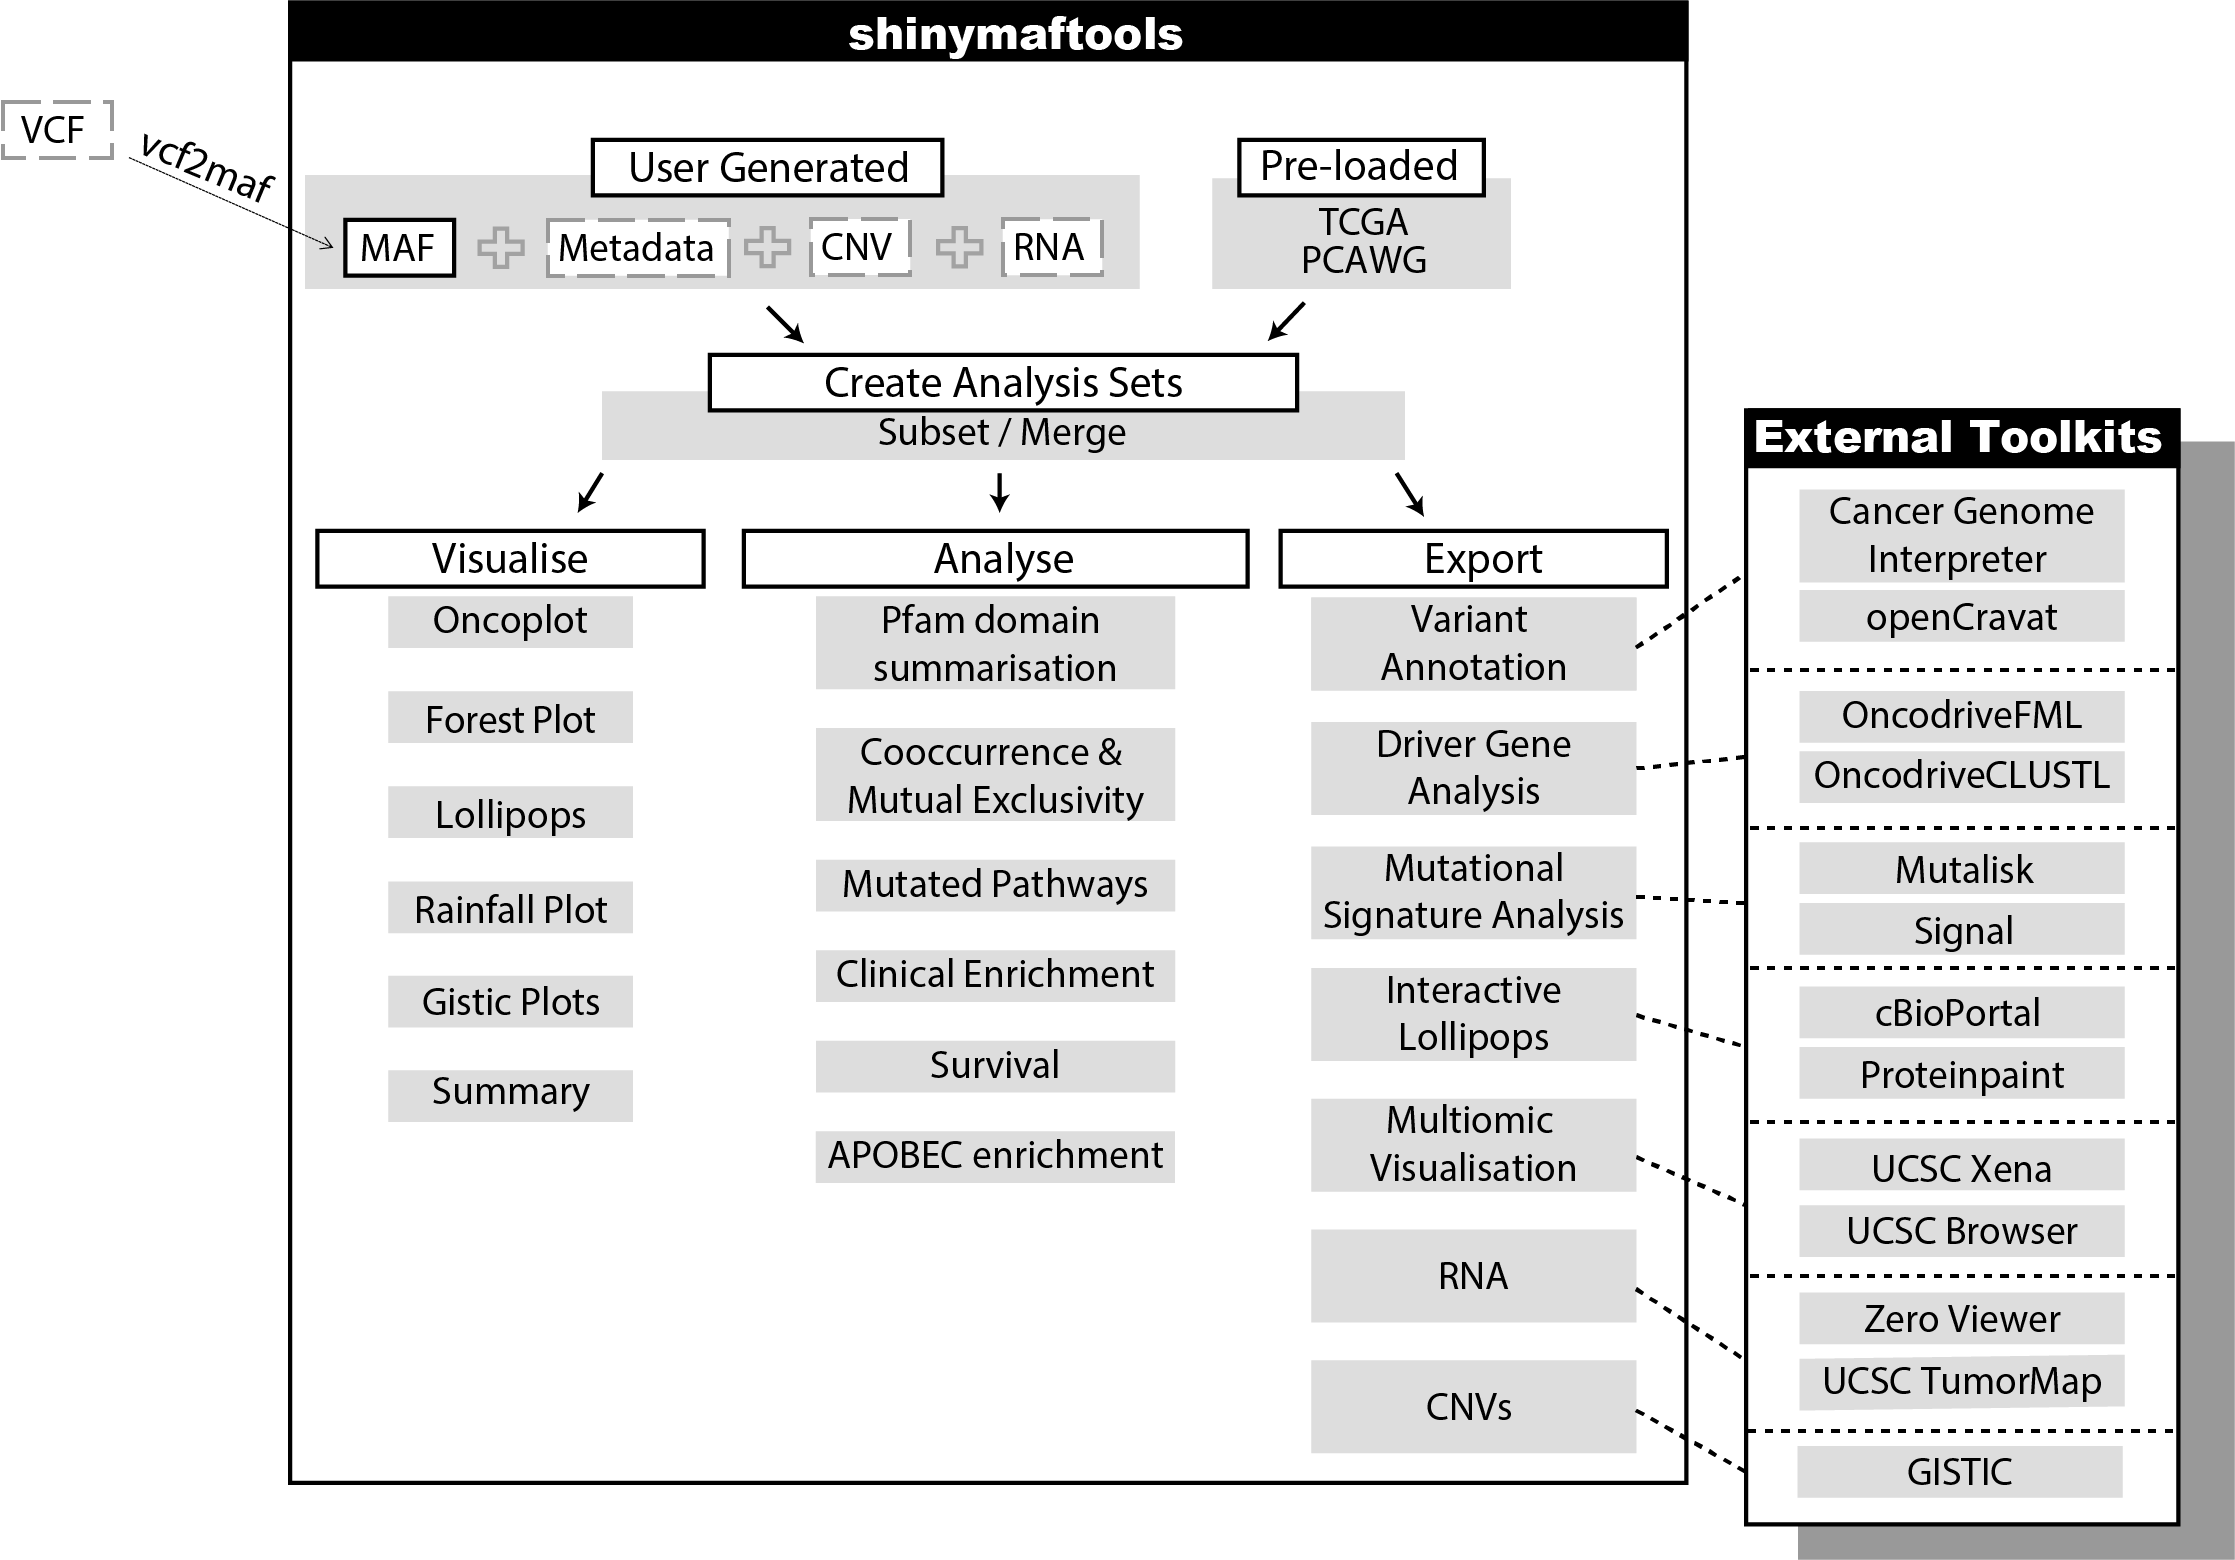 shinymaftools
VCF
vcf2maf
User Generated
MAF
Metadata
CNV
RNA
Pre-loaded
TCGA
PCAWG
Create Analysis Sets
Subset / Merge
Visualise
Oncoplot
Forest Plot
Lollipops
Rainfall Plot
Gistic Plots
Summary
Analyse
Pfam domain
summarisation
Cooccurrence &
Mutual Exclusivity
Mutated Pathways
Clinical Enrichment
Survival
APOBEC enrichment
Export
Variant
Annotation
Driver Gene
Analysis
Mutational
Signature Analysis
Interactive
Lollipops
Multiomic
Visualisation
RNA
CNVs
External Toolkits
Cancer Genome
Interpreter
openCravat
OncodriveFML
OncodriveCLUSTL
Mutalisk
Signal
cBioPortal
Proteinpaint
UCSC Xena
UCSC Browser
Zero Viewer
UCSC TumorMap
GISTIC